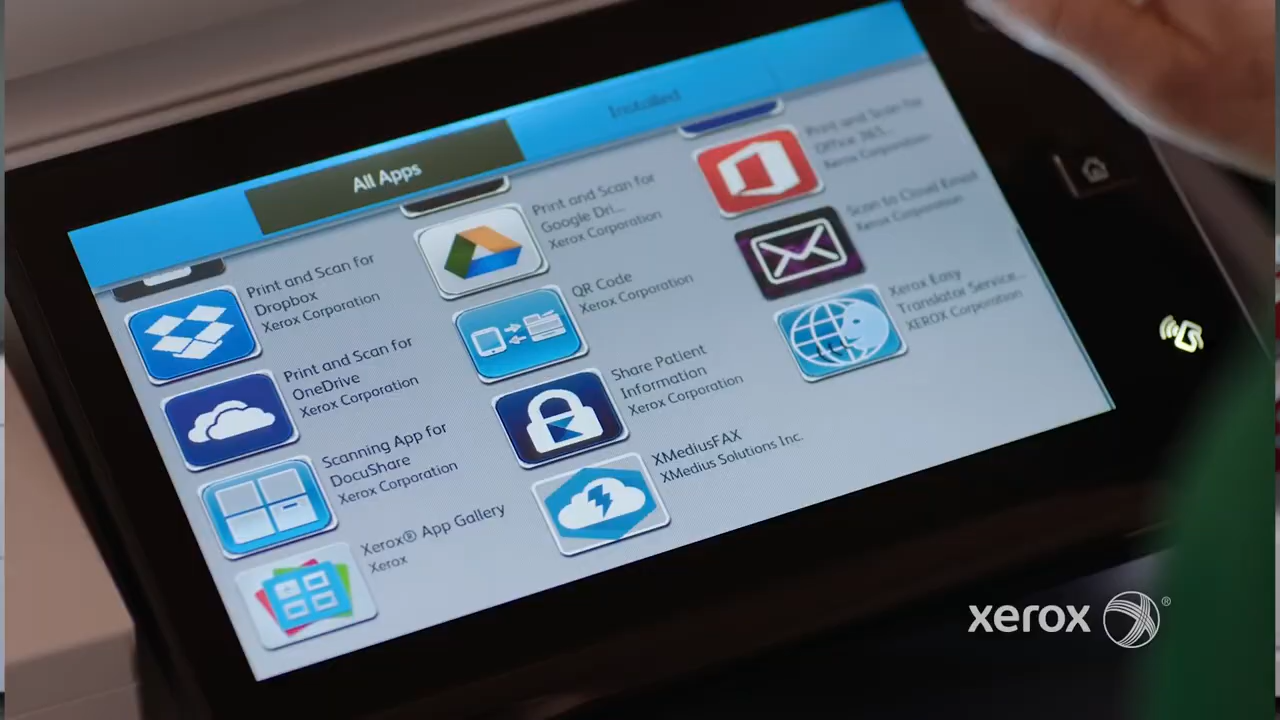 All Apps
Installed
Print and Scan for
Dropbox
Xerox Corporation
Print and Scan for
Google Dri...
Xerox Corporation
Print and Scan for
Office 365...
Xerox Corporation
Print and Scan for
OneDrive
Xerox Corporation
QR Code
Xerox Corporation
Scan to Cloud Email
Xerox Corporation
Scanning App for
DocuShare
Xerox Corporation
Share Patient
Information
Xerox Corporation
Xerox Easy
Translator Service...
XEROX Corporation
Xerox® App Gallery
Xerox
XMediusFAX
XMedius Solutions Inc.
xerox ®